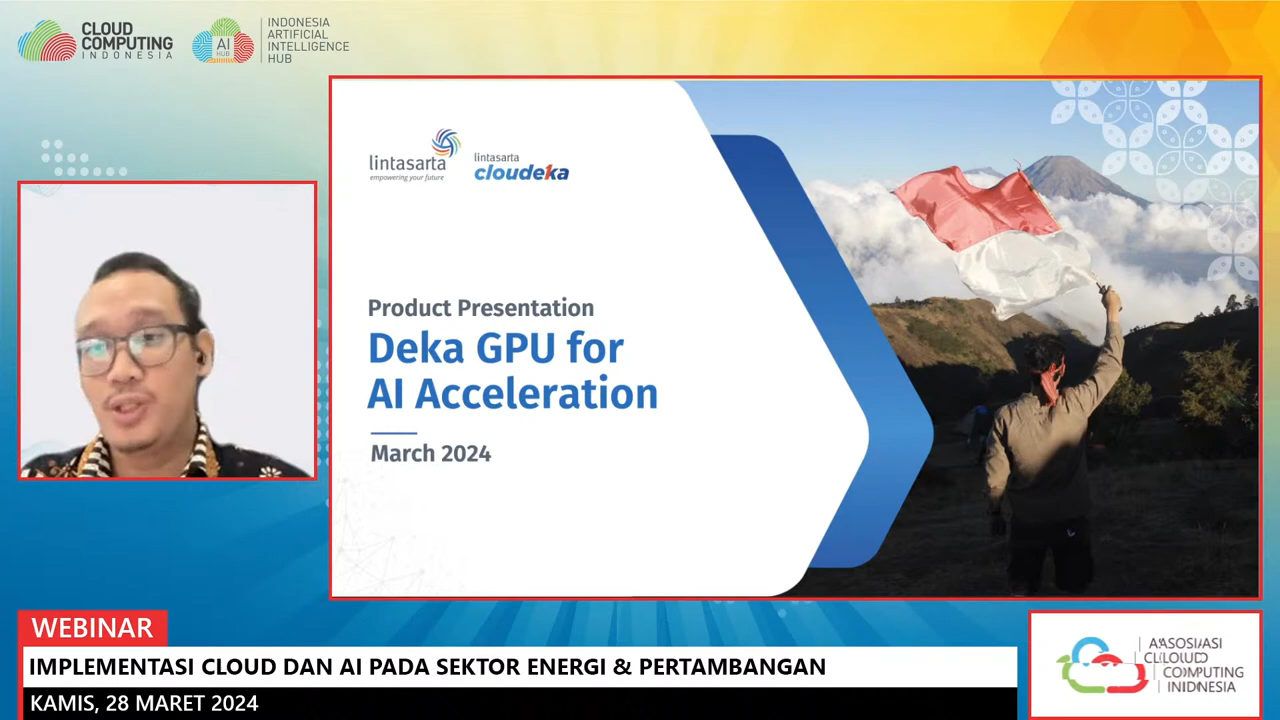 CLOUD
COMPUTING
INDONESIA
AI
HUB
INDONESIA
ARTIFICIAL
INTELLIGENCE
HUB
lintasarta
empowering your future
lintasarta
cloudeka
Product Presentation
Deka GPU for
AI Acceleration
March 2024
WEBINAR
IMPLEMENTASI CLOUD DAN AI PADA SEKTOR ENERGI & PERTAMBANGAN
KAMIS, 28 MARET 2024
ASOSIASI
CLOUD
COMPUTING
INDONESIA